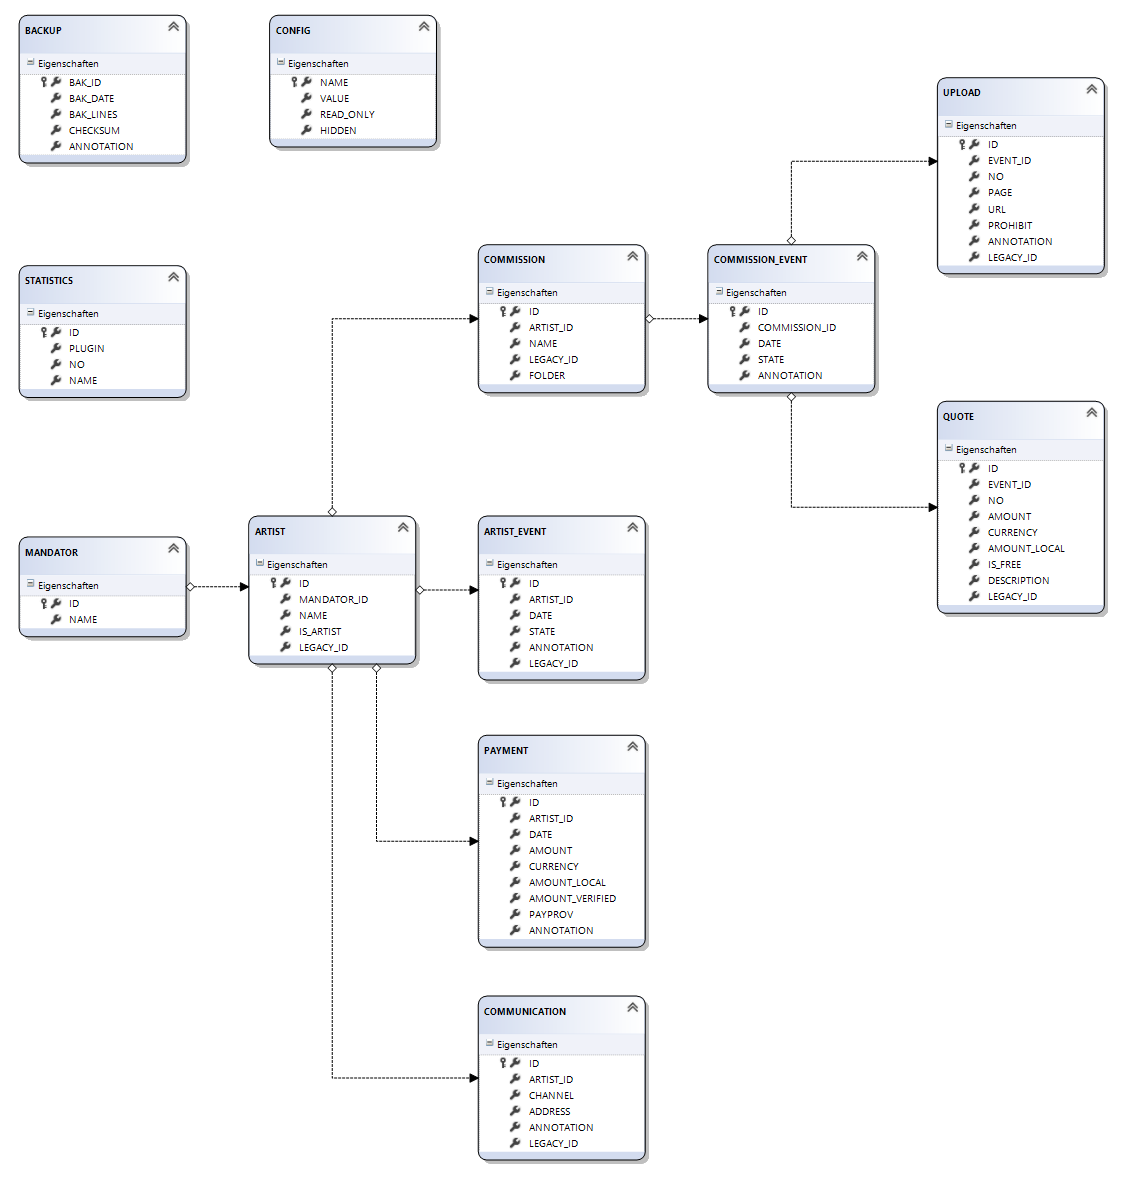 BACKUP
Eigenschaften
BAK_ID
BAK_DATE
BAK_LINES
CHECKSUM
ANNOTATION
CONFIG
Eigenschaften
NAME
VALUE
READ_ONLY
HIDDEN
UPLOAD
Eigenschaften
ID
EVENT_ID
NO
PAGE
URL
PROHIBIT
ANNOTATION
LEGACY_ID
STATISTICS
Eigenschaften
ID
PLUGIN
NO
NAME
COMMISSION
Eigenschaften
ID
ARTIST_ID
NAME
LEGACY_ID
FOLDER
COMMISSION_EVENT
Eigenschaften
ID
COMMISSION_ID
DATE
STATE
ANNOTATION
QUOTE
Eigenschaften
ID
EVENT_ID
NO
AMOUNT
CURRENCY
AMOUNT_LOCAL
IS_FREE
DESCRIPTION
LEGACY_ID
MANDATOR
Eigenschaften
ID
NAME
ARTIST
Eigenschaften
ID
MANDATOR_ID
NAME
IS_ARTIST
LEGACY_ID
ARTIST_EVENT
Eigenschaften
ID
ARTIST_ID
DATE
STATE
ANNOTATION
LEGACY_ID
PAYMENT
Eigenschaften
ID
ARTIST_ID
DATE
AMOUNT
CURRENCY
AMOUNT_LOCAL
AMOUNT_VERIFIED
PAYPROV
ANNOTATION
COMMUNICATION
Eigenschaften
ID
ARTIST_ID
CHANNEL
ADDRESS
ANNOTATION
LEGACY_ID